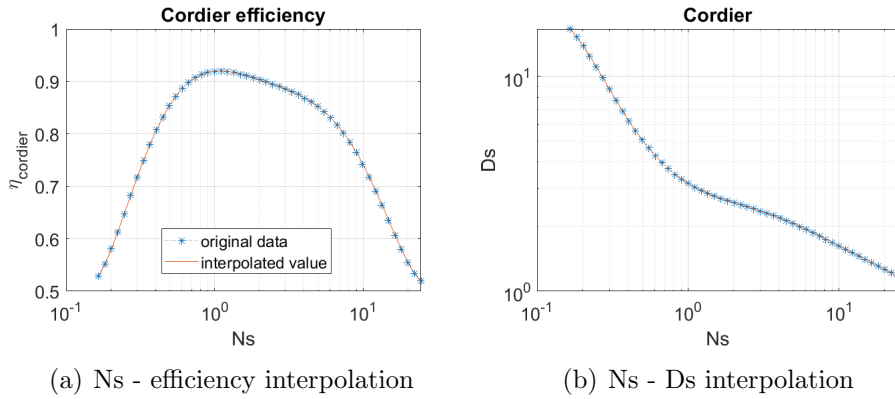 Cordier efficiency
1
0.9
0.8
0.7
0.6
0.5
η_cordier
original data
interpolated value
10^-1
10^0
10^1
Ns
(a) Ns - efficiency interpolation
Cordier
10^1
10^0
Ds
10^-1
10^0
10^1
Ns
(b) Ns - Ds interpolation